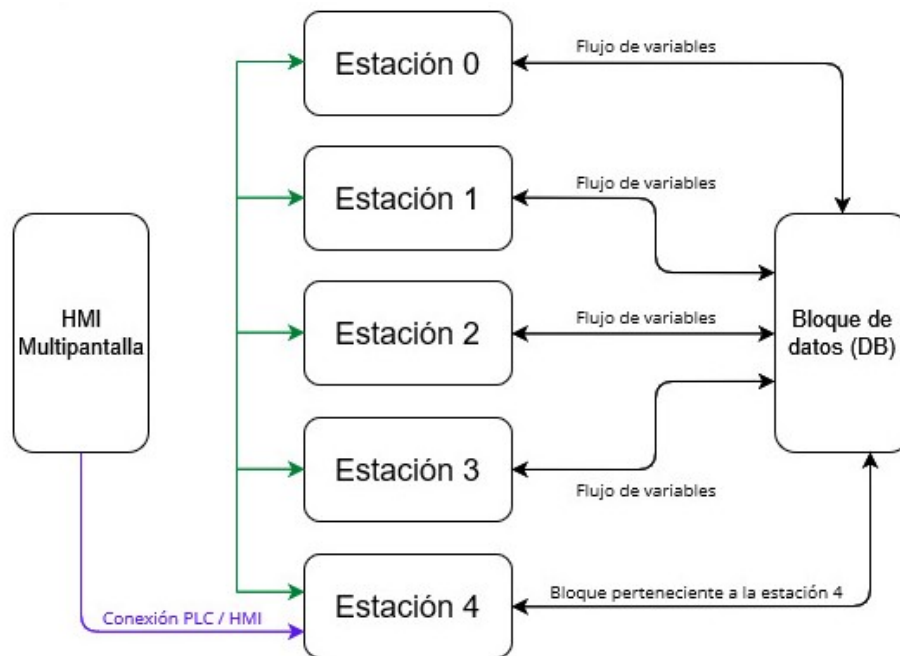 Estación 0
Flujo de variables
Estación 1
Flujo de variables
HMI
Multipantalla
Estación 2
Flujo de variables
Bloque de
datos (DB)
Estación 3
Flujo de variables
Estación 4
Bloque perteneciente a la estación 4
Conexión PLC / HMI